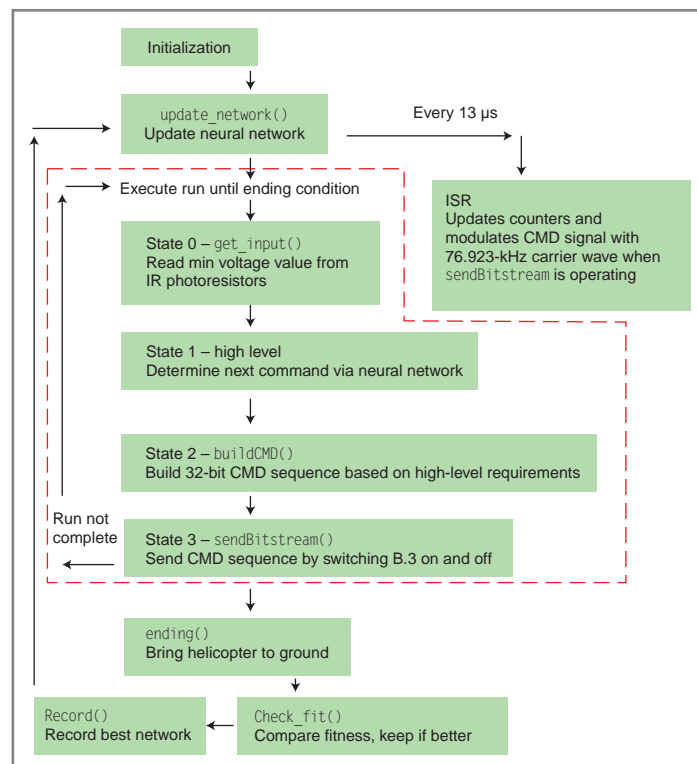 Initialization
update_network()
Update neural network
Every 13 µs
Execute run until ending condition
ISR
Updates counters and
modulates CMD signal with
76.923-kHz carrier wave when
sendBitstream is operating
State 0 – get_input()
Read min voltage value from
IR photoresistors
State 1 – high level
Determine next command via neural network
State 2 – buildCMD()
Build 32-bit CMD sequence based on high-level requirements
Run not
complete
State 3 – sendBitstream()
Send CMD sequence by switching B.3 on and off
ending()
Bring helicopter to ground
Record()
Record best network
Check_fit()
Compare fitness, keep if better